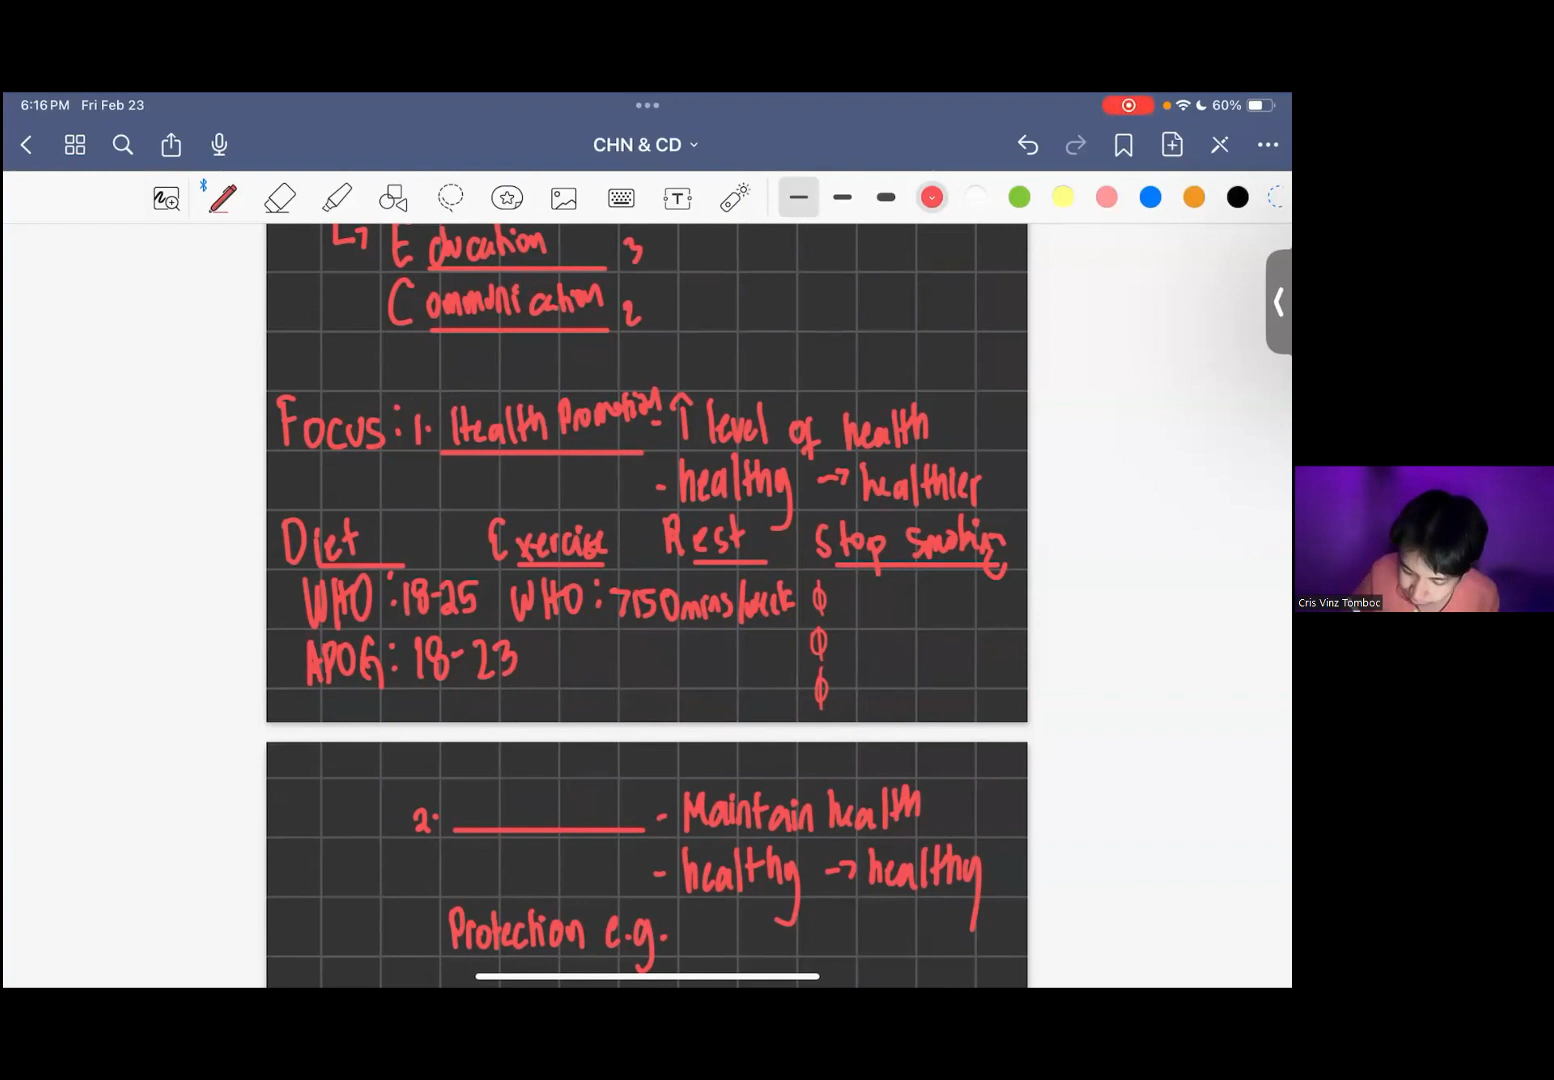 6:16 PM Fri Feb 23
60%
CHN & CD
Education 3
Communication 2
Focus: 1. Health Promotion - ↑ level of health
- healthy → healthier
Diet Exercise Rest Stop Smoking
WHO: 18-25 WHO: 7150mins/week
APOG: 18-23
Cris Vinz Tomboc
2. - Maintain health
- healthy → healthy
Protection e.g.